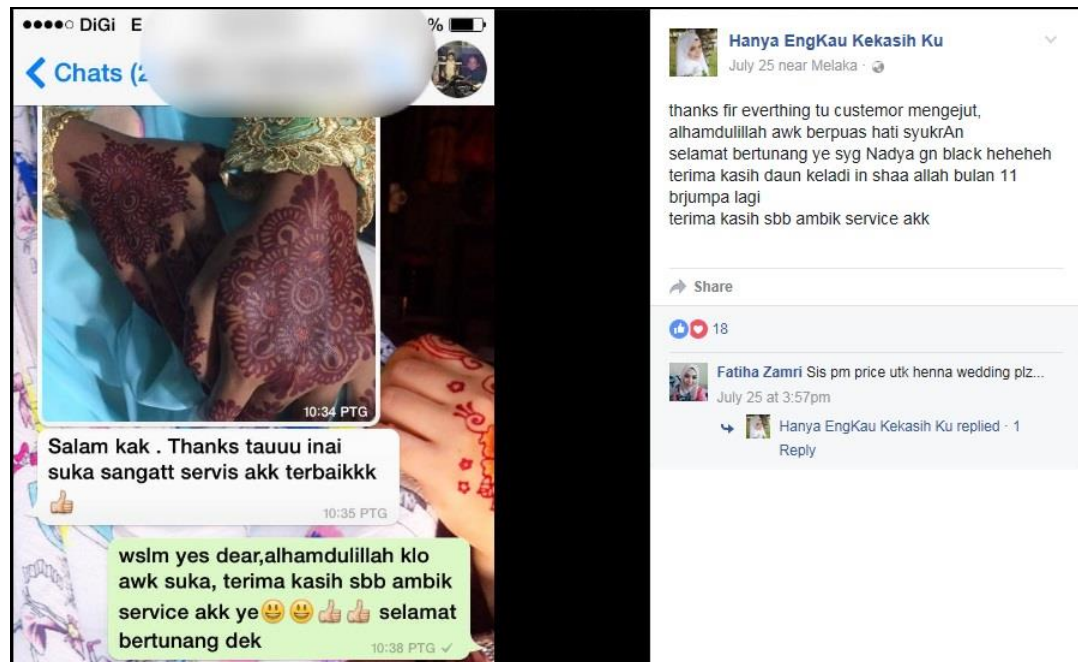 DiGi E
%
Chats (2
10:34 PTG
Salam kak . Thanks tauuu inai
suka sangatt servis akk terbaikkk
👍
10:35 PTG
wslm yes dear,alhamdulillah klo
awk suka, terima kasih sbb ambik
service akk ye😃😃👍👍 selamat
bertunang dek
10:38 PTG ✓
Hanya EngKau Kekasih Ku
July 25 near Melaka ·
thanks fir everthing tu custemor mengejut,
alhamdulillah awk berpuas hati syukrAn
selamat bertunang ye syg Nadya gn black heheheh
terima kasih daun keladi in shaa allah bulan 11
brjumpa lagi
terima kasih sbb ambik service akk
Share
18
Fatiha Zamri Sis pm price utk henna wedding plz...
July 25 at 3:57pm
Hanya EngKau Kekasih Ku replied · 1
Reply